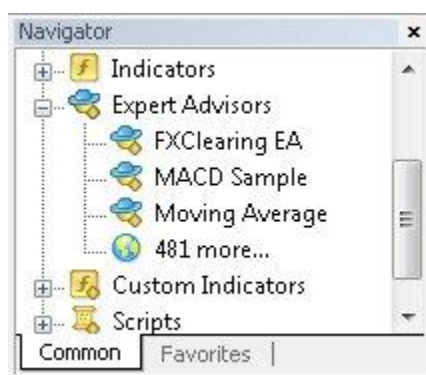 Navigator
Indicators
Expert Advisors
FXClearing EA
MACD Sample
Moving Average
481 more...
Custom Indicators
Scripts
Common Favorites